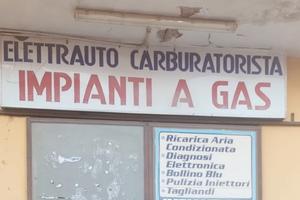 ELETTRAUTO CARBURATORISTA
IMPIANTI A GAS
Ricarica Aria
Condizionata
Diagnosi
Elettronica
Bollino Blu
Pulizia Iniettori
Tagliandi